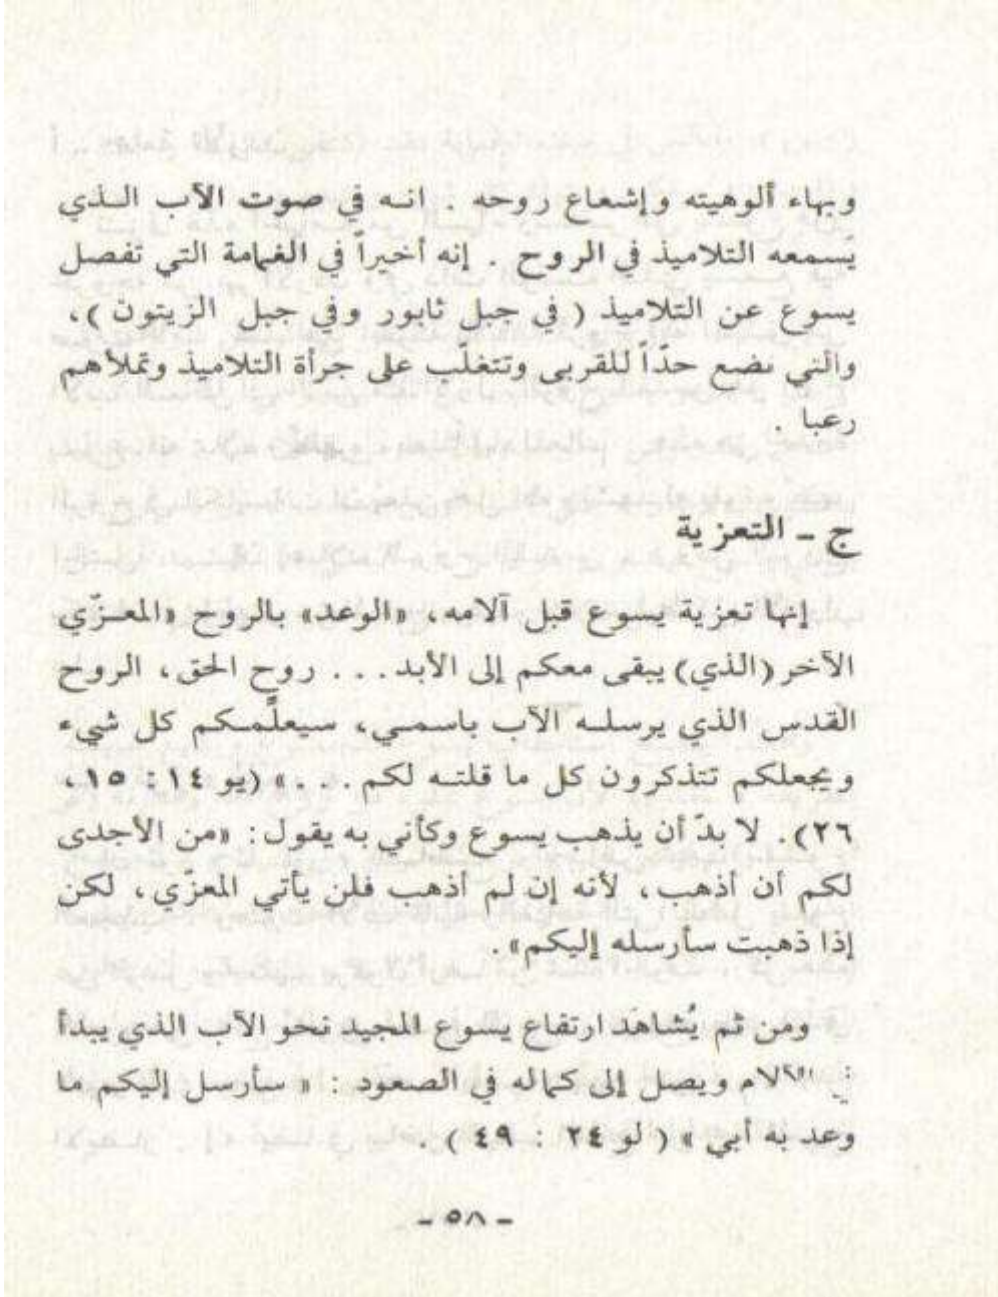 وبهاء ألوهيته وإشعاع روحه . انه في صوت الآب الذي
يَسمعه التلاميذ في الروح . إنه أخيراً في الغمامة التي تفصل
يسوع عن التلاميذ ( في جبل ثابور وفي جبل الزيتون )،
والتي تضع حدّاً للقربى وتتغلّب على جرأة التلاميذ وتملأهم
رعبا .
ج - التعزية
إنها تعزية يسوع قبل آلامه، «الوعد» بالروح «المعزّي
الآخر (الذي) يبقى معكم إلى الأبد... روح الحق، الروح
القدس الذي يرسله الآب باسمي، سيعلّمكم كل شيء
ويجعلكم تتذكرون كل ما قلته لكم...» (يو ١٤: ١٥،
٢٦). لا بدّ أن يذهب يسوع وكأني به يقول: «من الأجدى
لكم أن أذهب، لأنه إن لم أذهب فلن يأتي المعزّي، لكن
إذا ذهبت سأرسله إليكم».
ومن ثم يُشاهَد ارتفاع يسوع المجيد نحو الآب الذي يبدأ
في الآلام ويصل إلى كماله في الصعود : « سأرسل إليكم ما
وعد به أبي » ( لو ٢٤ : ٤٩ ) .
- ٥٨ -